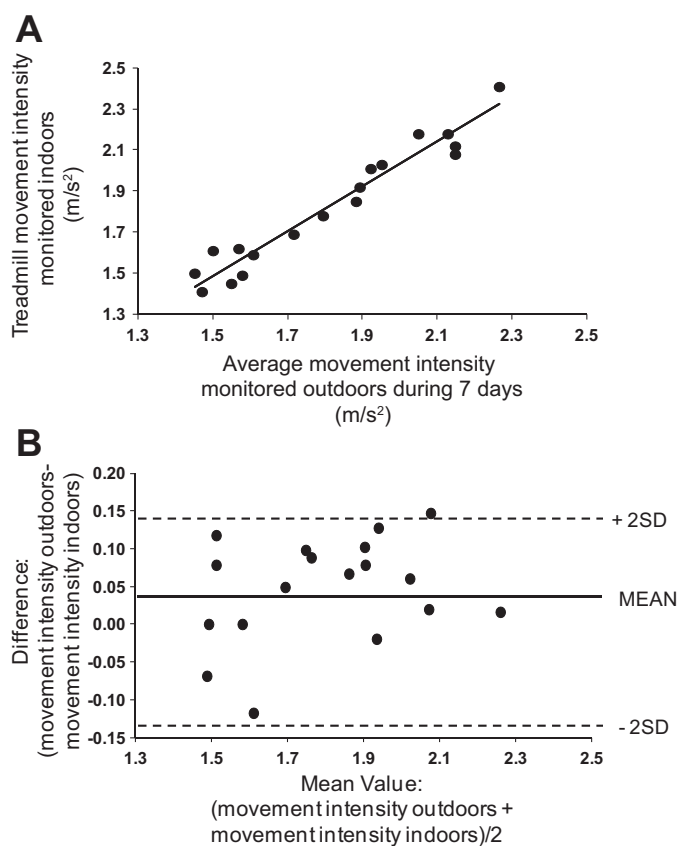 A
Treadmill movement intensity
monitored indoors
(m/s²)
2.5
2.3
2.1
1.9
1.7
1.5
1.3
1.3 1.5 1.7 1.9 2.1 2.3 2.5
Average movement intensity
monitored outdoors during 7 days
(m/s²)
B
Difference:
(movement intensity outdoors-
movement intensity indoors)
0.20
0.15
0.10
0.05
0.00
-0.05
-0.10
-0.15
+ 2SD
MEAN
- 2SD
1.3 1.5 1.7 1.9 2.1 2.3 2.5
Mean Value:
(movement intensity outdoors +
movement intensity indoors)/2